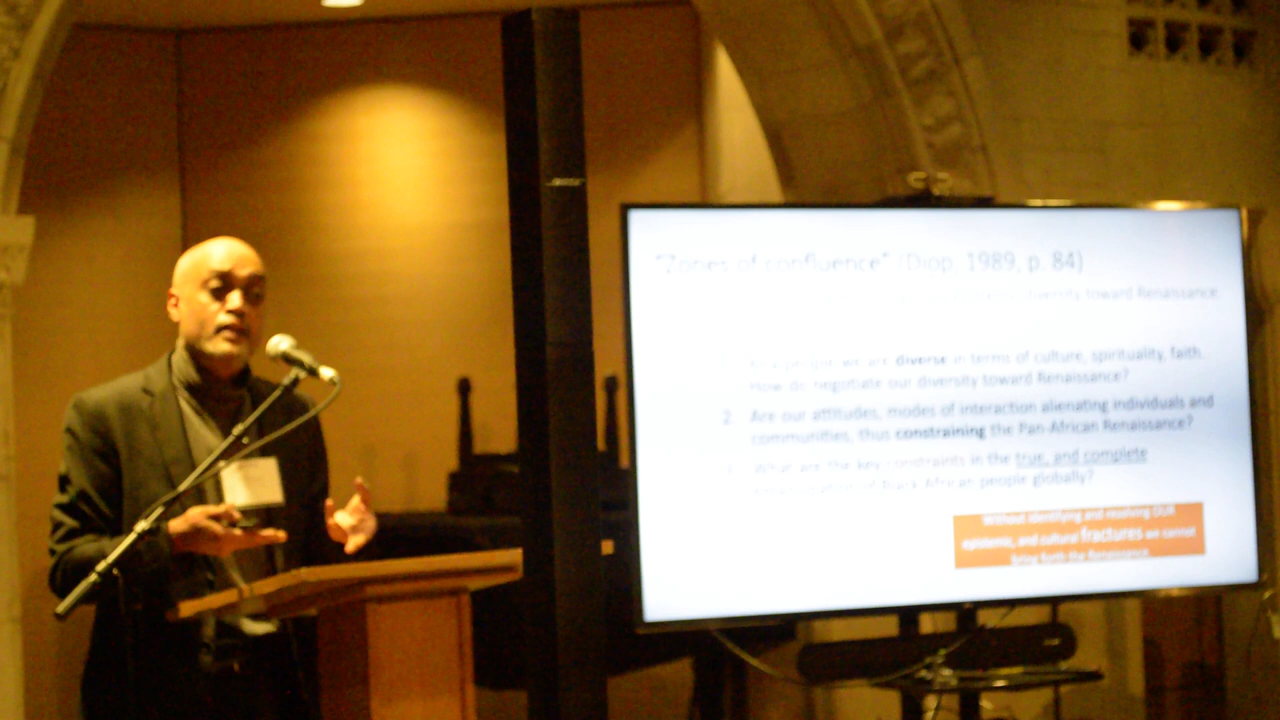 "Zones of confluence" (Diop, 1989, p. 84)
diversity toward Renaissance
people we are diverse in terms of culture, spirituality, faith.
How do negotiate our diversity toward Renaissance?
2. Are our attitudes, modes of interaction alienating individuals and
communities, thus constraining the Pan-African Renaissance?
What are the key constraints in the true, and complete
of Black African people globally?
Without identifying and resolving OUR
epistemic, and cultural fractures we cannot
bring forth the Renaissance